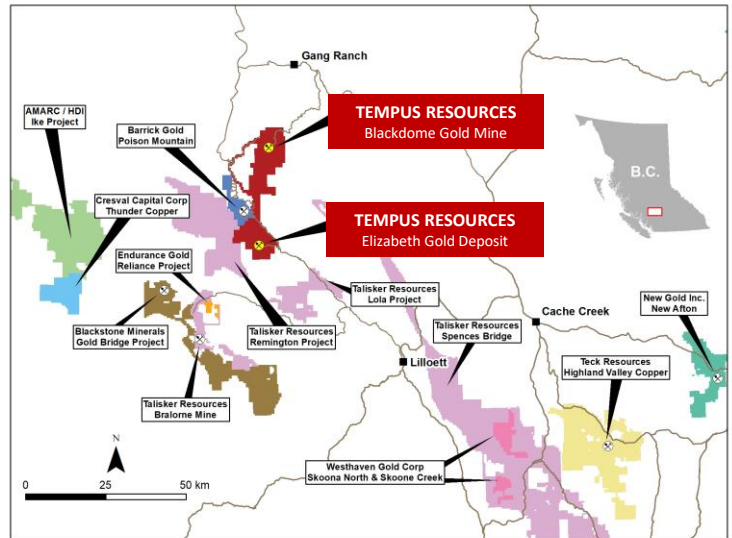 Gang Ranch
TEMPUS RESOURCES
Blackdome Gold Mine
AMARC / HDI
Ike Project
Barrick Gold
Poison Mountain
B.C.
Cresval Capital Corp
Thunder Copper
TEMPUS RESOURCES
Elizabeth Gold Deposit
Endurance Gold
Reliance Project
Talisker Resources
Lola Project
New Gold Inc.
New Afton
Cache Creek
Blackstone Minerals
Gold Bridge Project
Talisker Resources
Remington Project
Talisker Resources
Spences Bridge
Lilloett
Teck Resources
Highland Valley Copper
Talisker Resources
Bralorne Mine
N
Westhaven Gold Corp
Skoona North & Skoone Creek
0 25 50 km